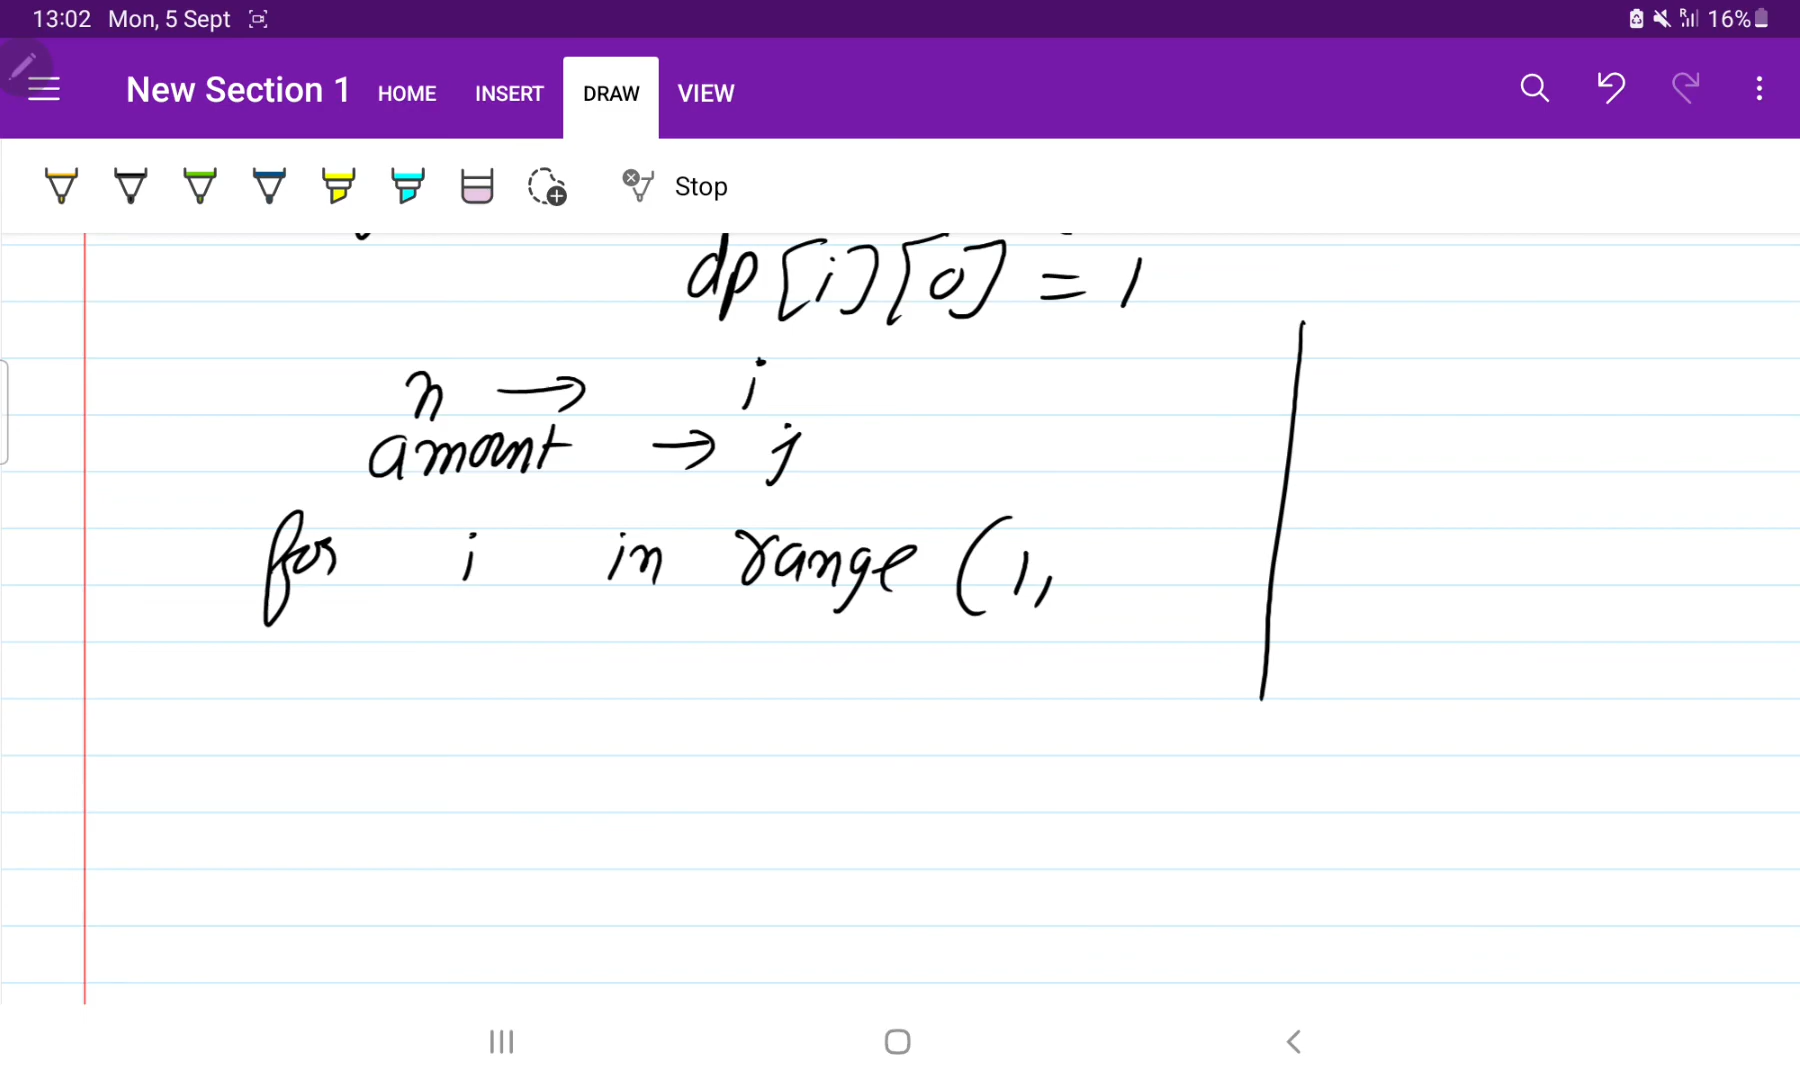 13:02 Mon, 5 Sept 16%
New Section 1 HOME INSERT DRAW VIEW
Stop
dp[i][0] = 1
n → i
amount → j
for i in range (1,